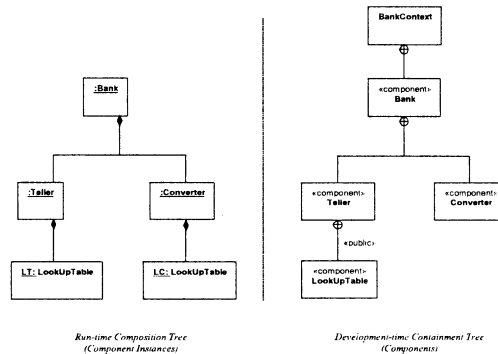 :Bank
:Teller
:Converter
LT: LookUpTable
LC: LookUpTable
Run-time Composition Tree
(Component Instances)
BankContext
«component»
Bank
«component»
Teller
«component»
Converter
«public»
«component»
LookUpTable
Development-time Containment Tree
(Components)